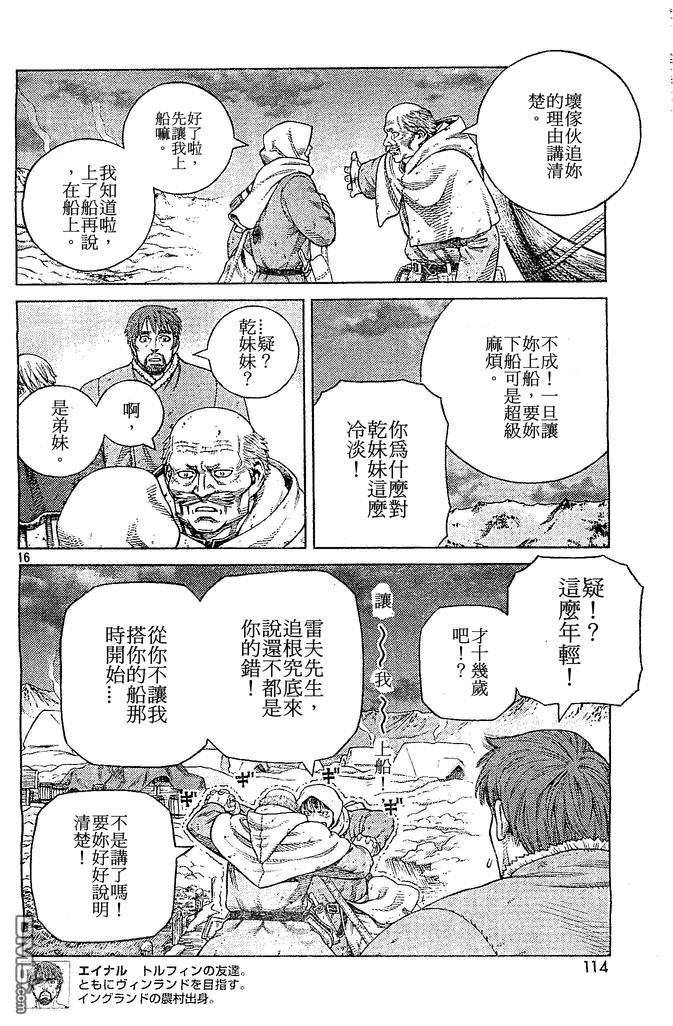 壞傢伙追妳
的理由講清
楚。
好了啦，
先讓我上
船嘛。
我知道啦，
上了船再說
，在船上。
不成！一旦讓
妳上船，要妳
下船可是超級
麻煩。
你為什麼對
乾妹妹這麼
冷淡！
…疑？
乾妹妹？
啊，
是弟妹。
16
疑！？
這麼年輕！
才十幾歲
吧！？
讓～我～上船！
雷夫先生，
追根究底來
說還不都是
你的錯！
從你不讓我
搭你的船那
時開始…
ギギ
ギギ
不是講了嗎！
要妳好好說明
清楚！
114
エイナル　トルフィンの友達。
ともにヴィンランドを目指す。
イングランドの農村出身。